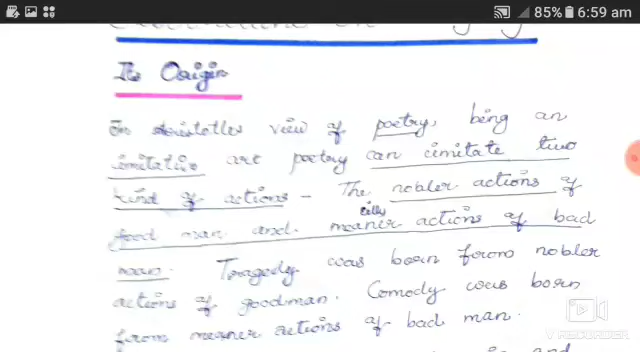 85% 6:59 am
Its Origin
In Aristotles view of poetry, being an
imitative art poetry can imitate two
kind of actions - The nobler actions of
good man and meaner actions of bad
man. Tragedy was born from nobler
actions of goodman. Comedy was born
from meaner actions of bad man.
V RECORDER